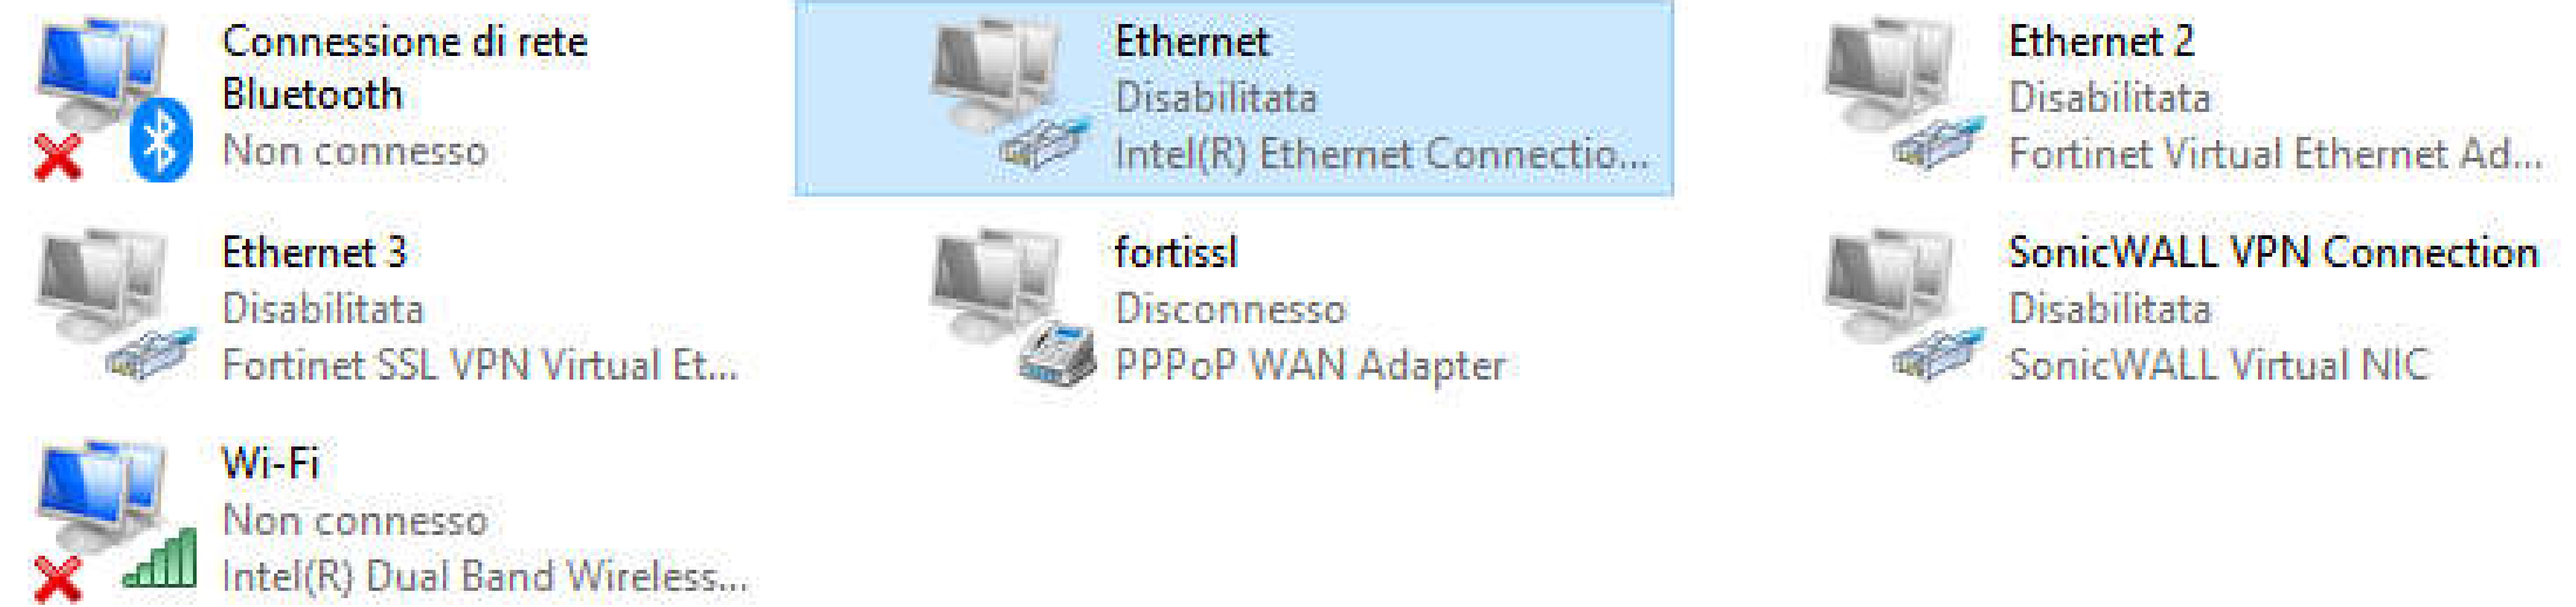 Connessione di rete
Bluetooth
Non connesso
Ethernet
Disabilitata
Intel(R) Ethernet Connectio...
Ethernet 2
Disabilitata
Fortinet Virtual Ethernet Ad...
Ethernet 3
Disabilitata
Fortinet SSL VPN Virtual Et...
fortissl
Disconnesso
PPPoP WAN Adapter
SonicWALL VPN Connection
Disabilitata
SonicWALL Virtual NIC
Wi-Fi
Non connesso
Intel(R) Dual Band Wireless...